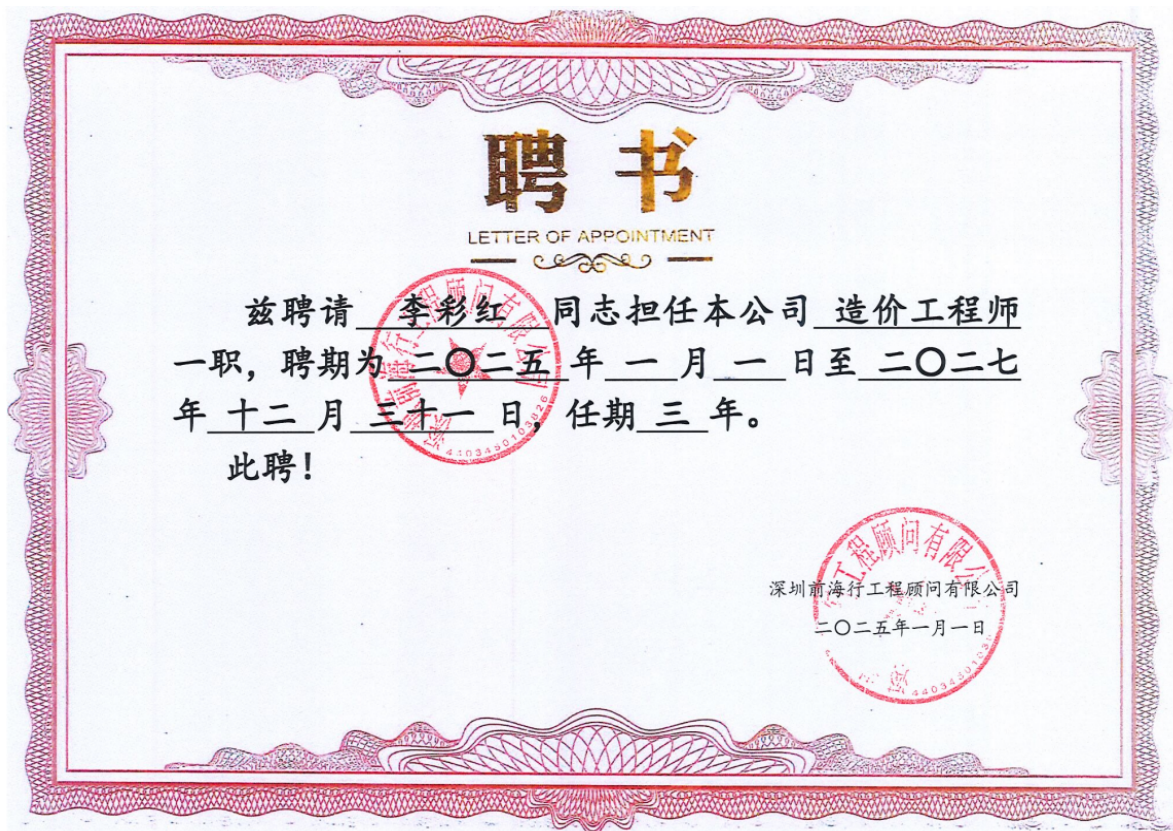 聘书
LETTER OF APPOINTMENT
兹聘请 李彩红 同志担任本公司 造价工程师
一职，聘期为 二〇二五 年 一 月 一 日至 二〇二七
年 十二 月 三十一 日，任期 三 年。
此聘！
深圳前海行工程顾问有限公司
二〇二五年一月一日